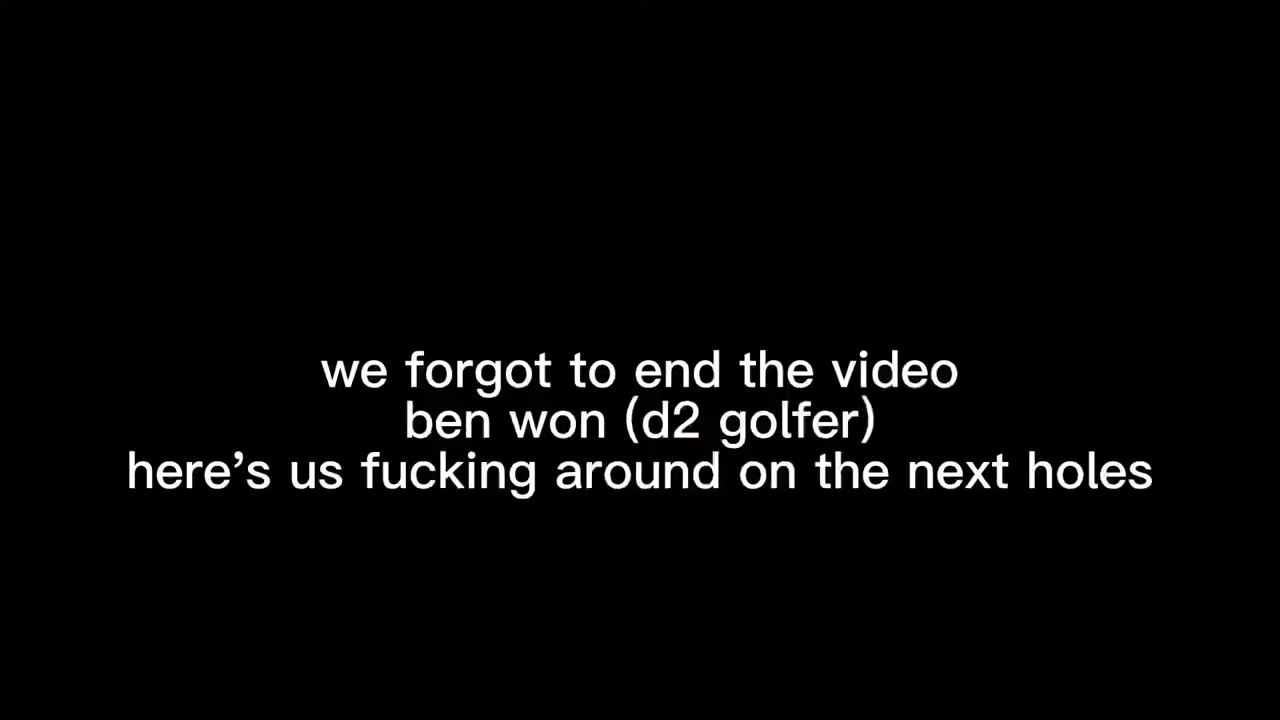 we forgot to end the video
ben won (d2 golfer)
here’s us fucking around on the next holes